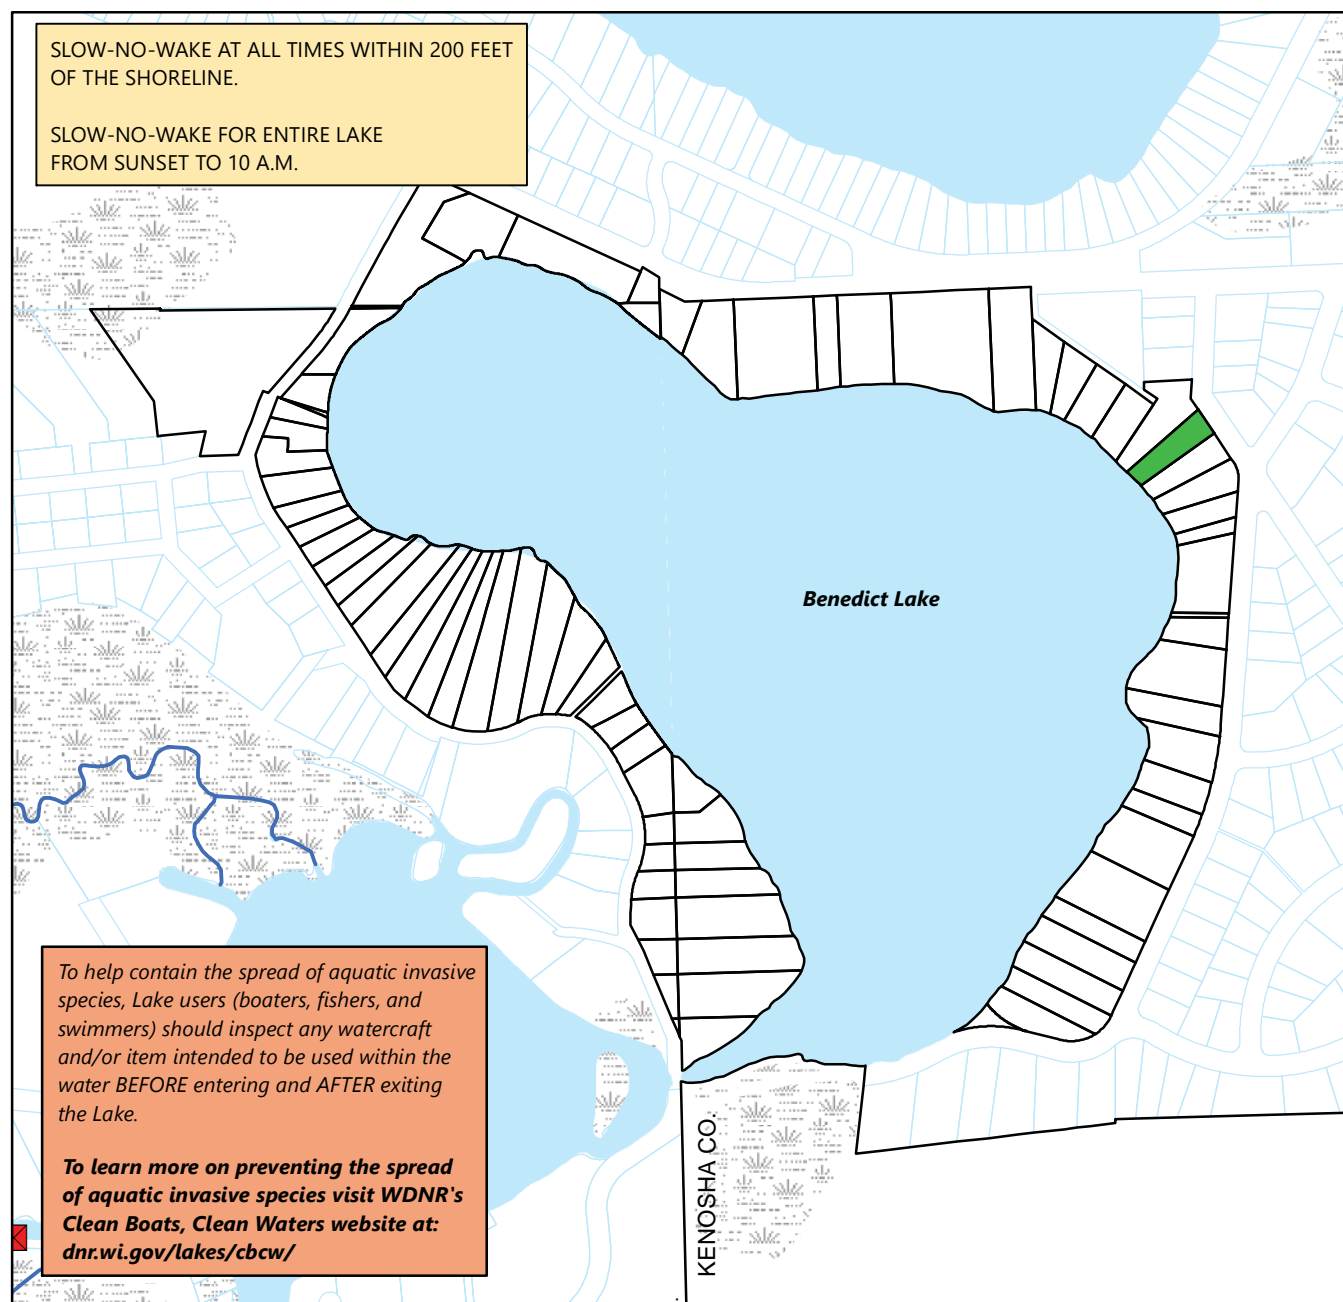 SLOW-NO-WAKE AT ALL TIMES WITHIN 200 FEET
OF THE SHORELINE.
SLOW-NO-WAKE FOR ENTIRE LAKE
FROM SUNSET TO 10 A.M.
Benedict Lake
To help contain the spread of aquatic invasive
species, Lake users (boaters, fishers, and
swimmers) should inspect any watercraft
and/or item intended to be used within the
water BEFORE entering and AFTER exiting
the Lake.
To learn more on preventing the spread
of aquatic invasive species visit WDNR's
Clean Boats, Clean Waters website at:
dnr.wi.gov/lakes/cbcw/
KENOSHA CO.